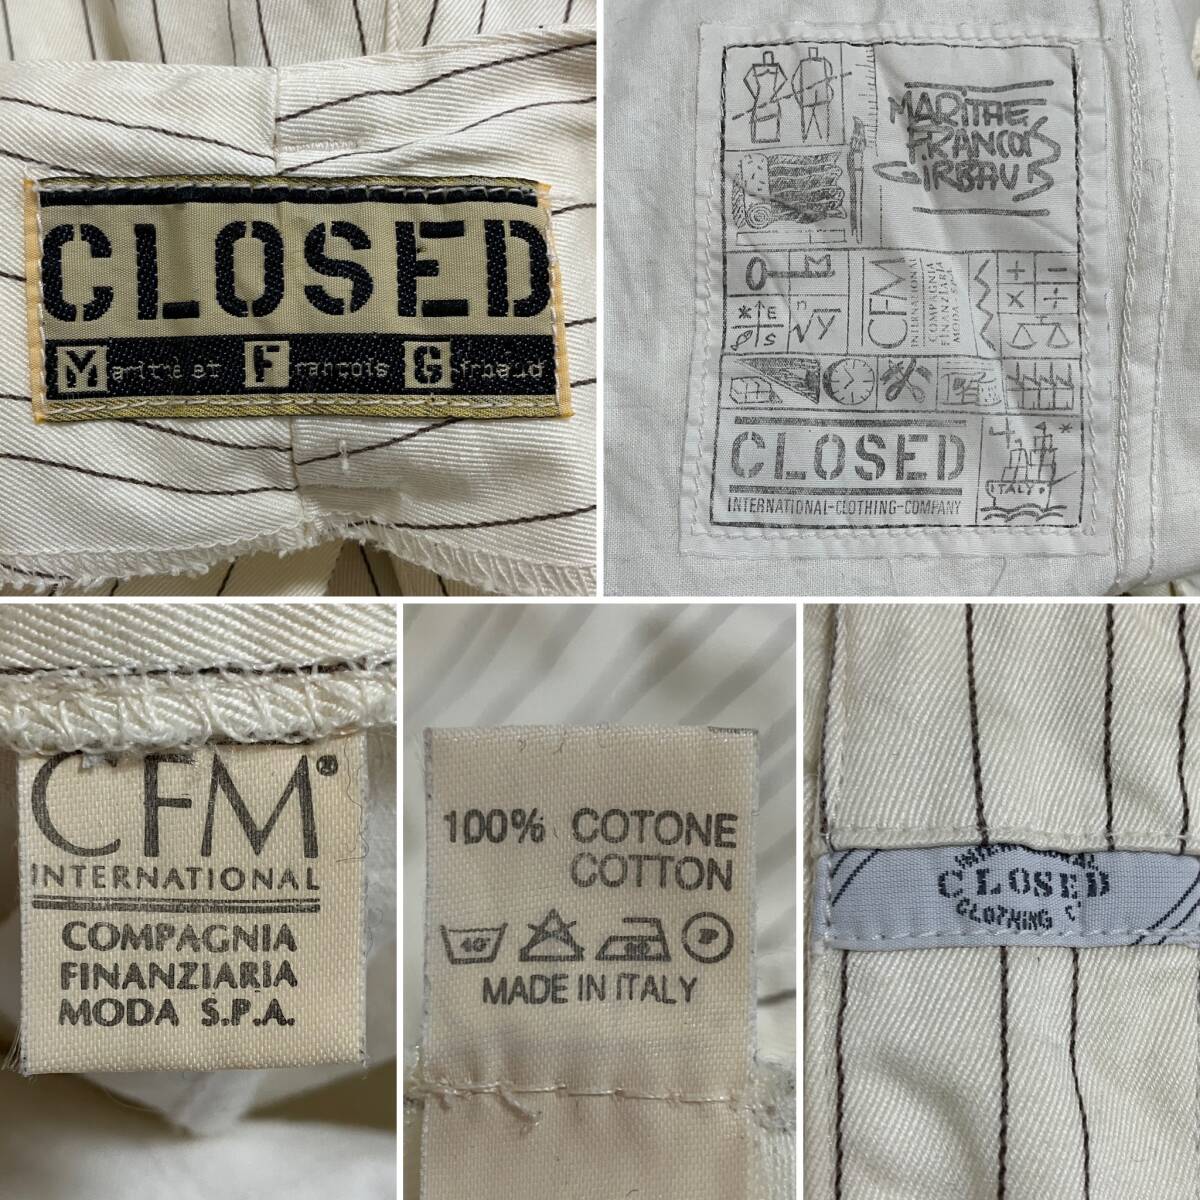 CLOSED
Marithé et François Girbaud
MARITHE
FRANCOIS
GIRBAUD
CFM
INTERNATIONAL
COMPAGNIA
FINANZIARIA
MODA S.P.A.
+ −
× ÷
* ↑ E
S
n√y
CLOSED
ITALY
INTERNATIONAL-CLOTHING-COMPANY
CFM®
INTERNATIONAL
COMPAGNIA
FINANZIARIA
MODA S.P.A.
100% COTONE
COTTON
40° P
MADE IN ITALY
INTERNATIONAL
CLOSED
CLOTHING C